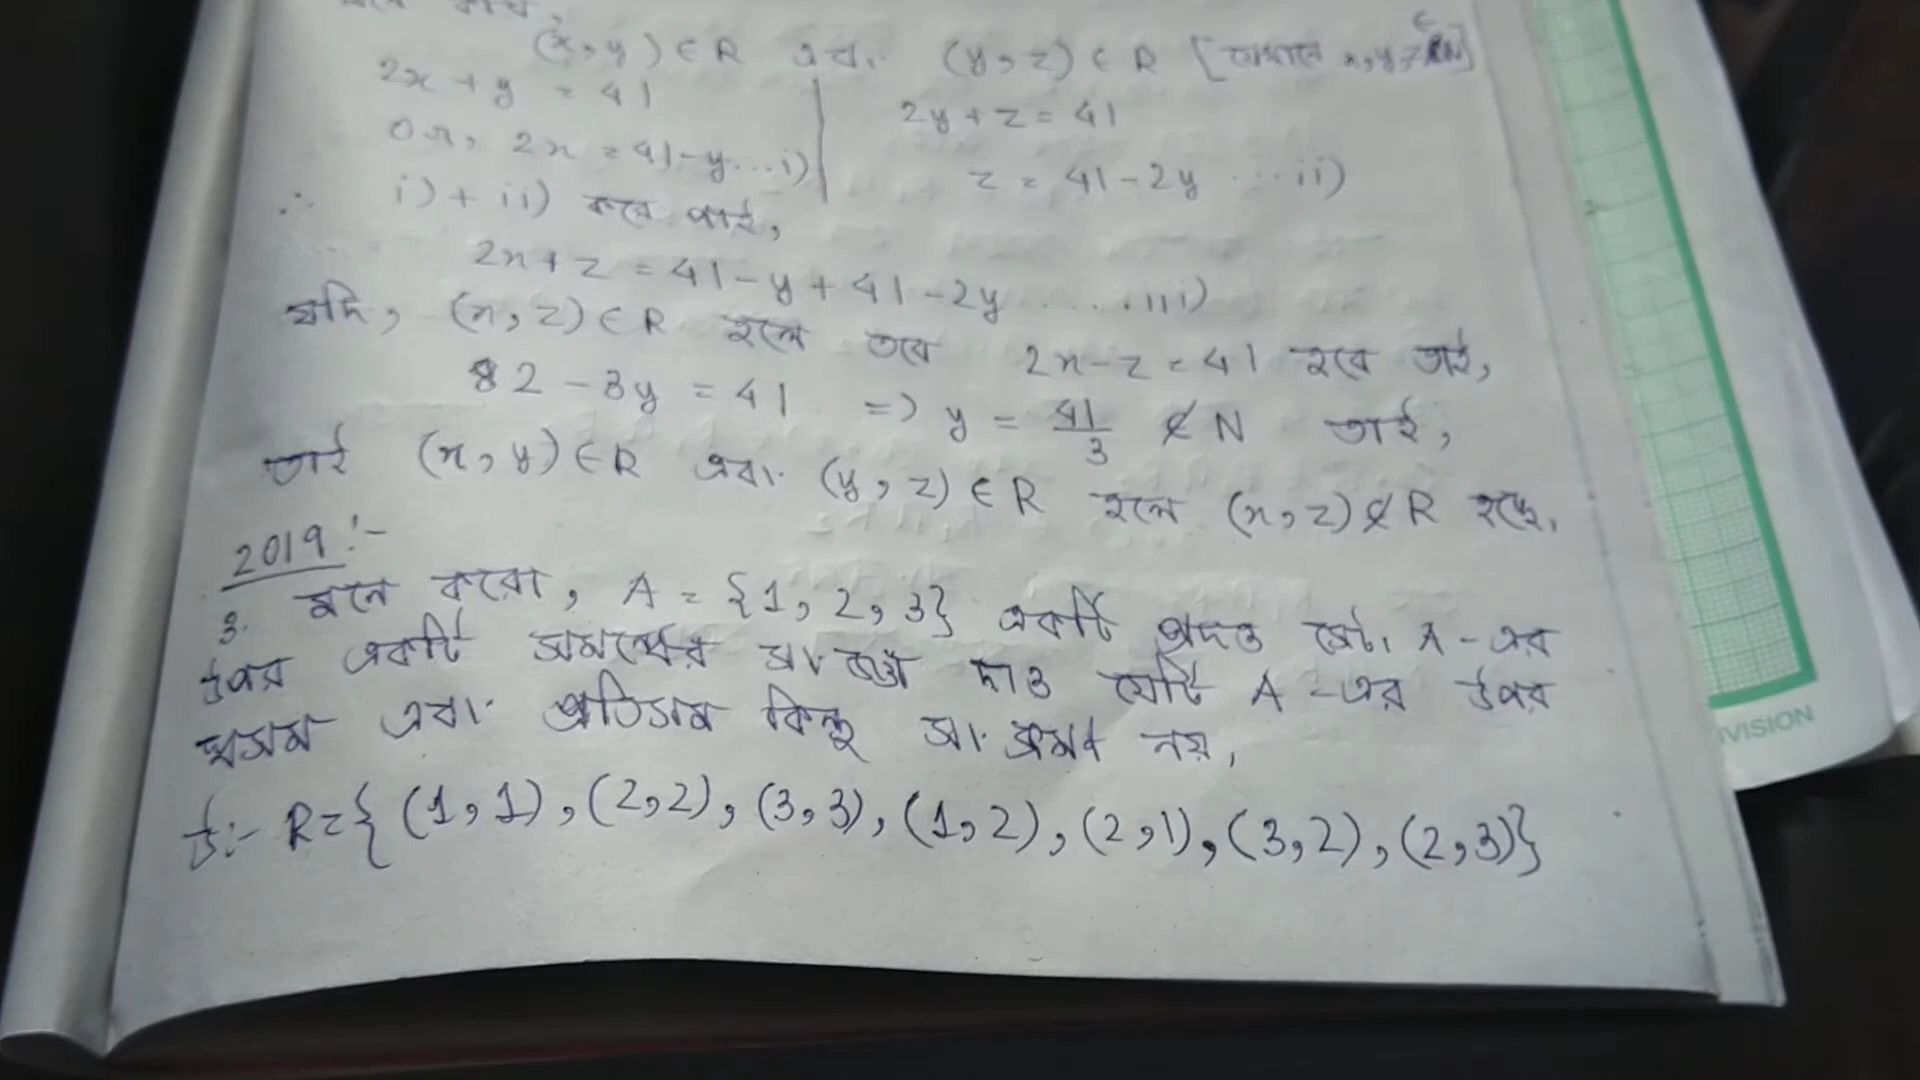 (x, y) ∈ R এবং (y, z) ∈ R [যেখানে x, y, z ∈ N]
2x + y = 41
2y + z = 41
Or, 2x = 41 - y ... i)
z = 41 - 2y ... ii)
∴ i) + ii) করে পাই,
2x + z = 41 - y + 41 - 2y ..... iii)
যদি, (x, z) ∈ R হলে তবে 2x - z = 41 হবে তাই,
82 - 3y = 41 => y = 41/3 ∉ N তাই,
তাই (x, y) ∈ R এবং (y, z) ∈ R হলে (x, z) ∉ R হচ্ছে,
2019 :-
3. মনে করো, A = {1, 2, 3} একটি প্রদত্ত সেট, A - এর
উপর একটি সম্বন্ধের সংজ্ঞা দাও যেটি A - এর উপর
স্বসম এবং প্রতিসম কিন্তু সংক্রমণ নয়,
উ:- R = { (1, 1), (2, 2), (3, 3), (1, 2), (2, 1), (3, 2), (2, 3)}
VISION